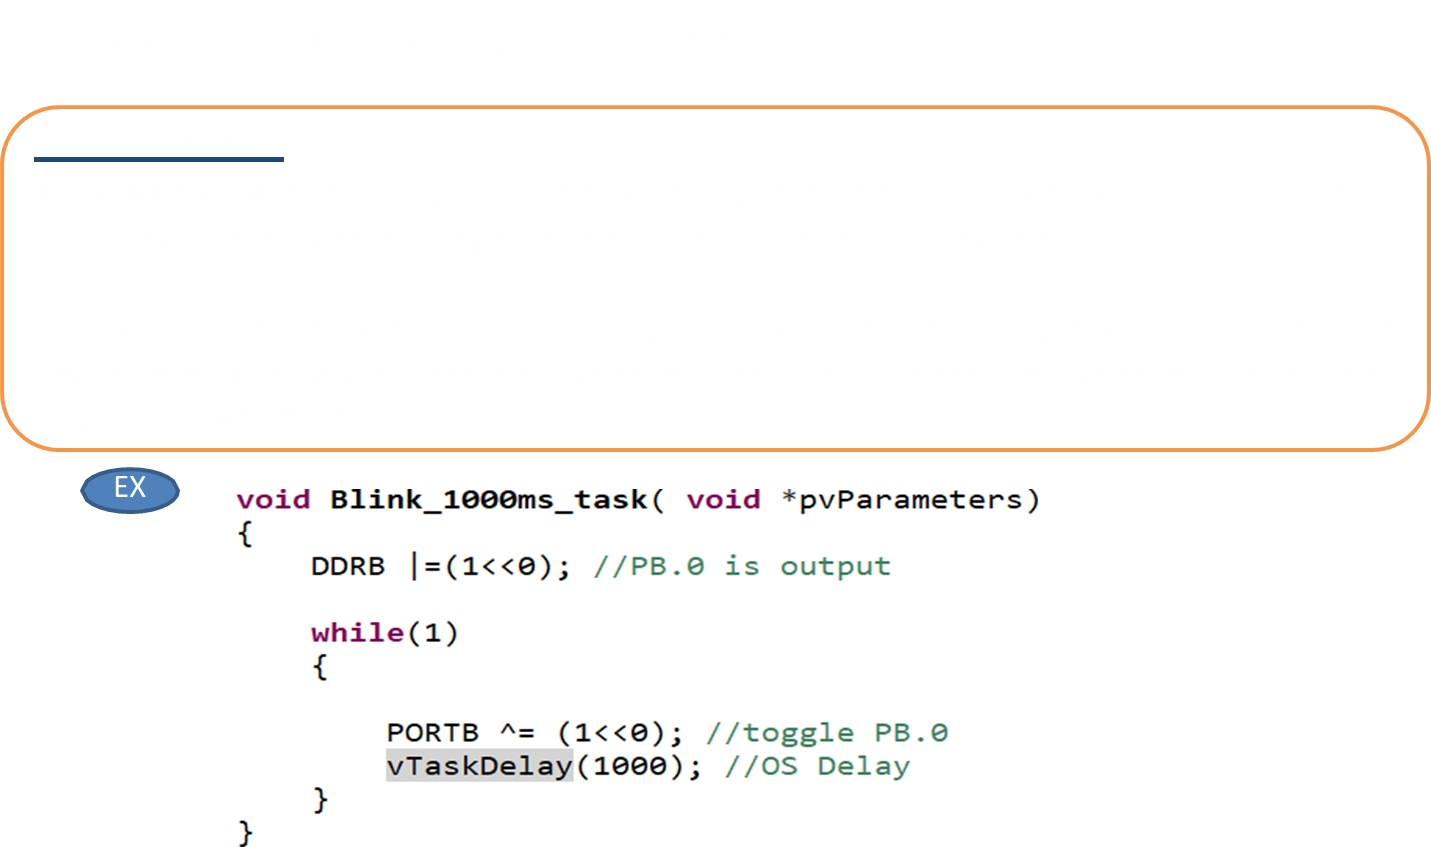 EX
void Blink_1000ms_task( void *pvParameters)
{
DDRB |=(1<<0); //PB.0 is output
while(1)
{
PORTB ^= (1<<0); //toggle PB.0
vTaskDelay(1000); //OS Delay
}
}